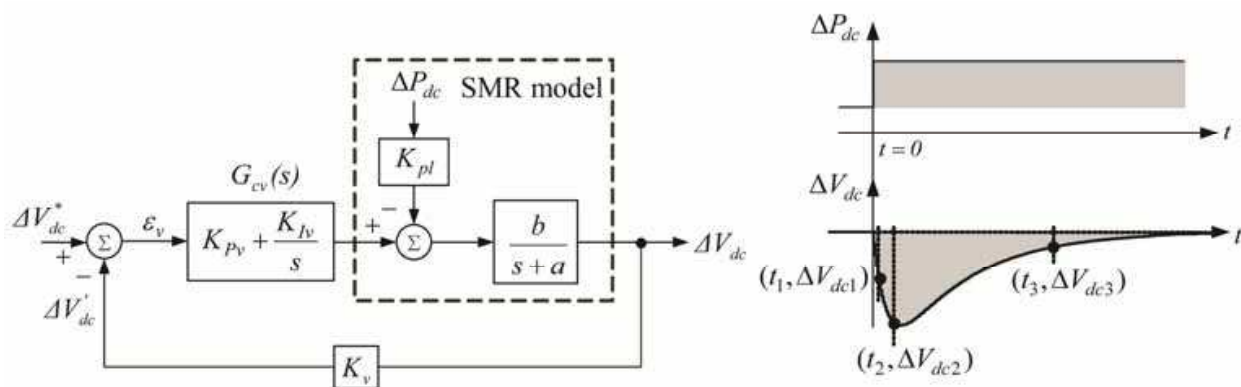 ΔP_dc
SMR model
K_pl
G_cv(s)
ΔV*_dc
+
−
Σ
ε_v
K_Pv + K_Iv/s
+
−
Σ
b/(s + a)
ΔV_dc
ΔV'_dc
K_v
ΔP_dc
t
t = 0
ΔV_dc
t
(t_1, ΔV_dc1)
(t_3, ΔV_dc3)
(t_2, ΔV_dc2)